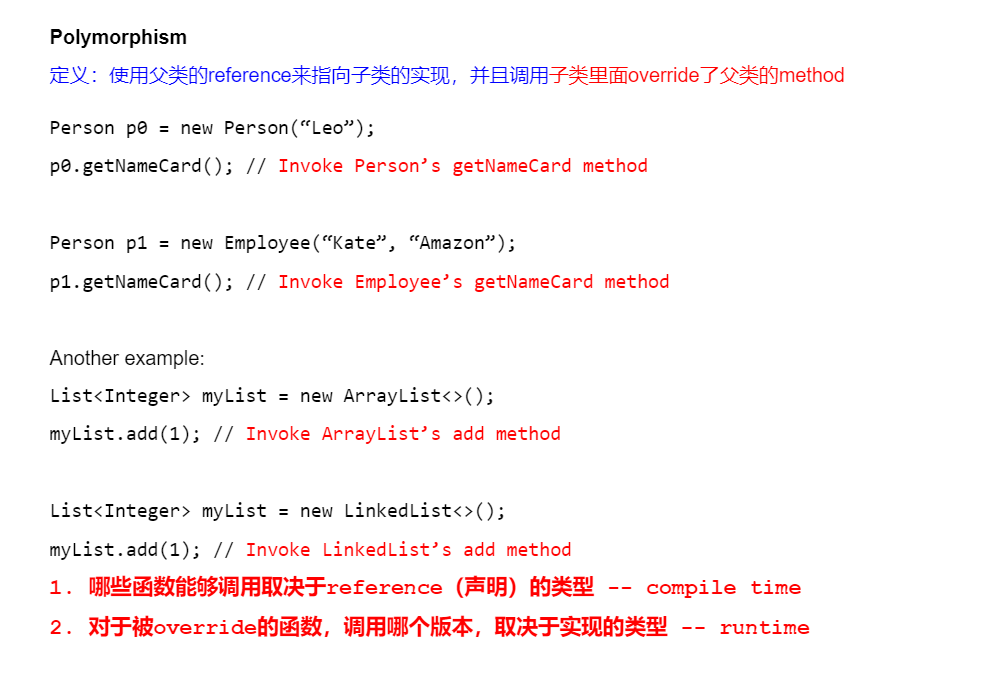 Polymorphism
定义：使用父类的reference来指向子类的实现，并且调用子类里面override了父类的method
Person p0 = new Person(“Leo”);
p0.getNameCard(); // Invoke Person’s getNameCard method
Person p1 = new Employee(“Kate”, “Amazon”);
p1.getNameCard(); // Invoke Employee’s getNameCard method
Another example:
List<Integer> myList = new ArrayList<>();
myList.add(1); // Invoke ArrayList’s add method
List<Integer> myList = new LinkedList<>();
myList.add(1); // Invoke LinkedList’s add method
1. 哪些函数能够调用取决于reference（声明）的类型 -- compile time
2. 对于被override的函数，调用哪个版本，取决于实现的类型 -- runtime